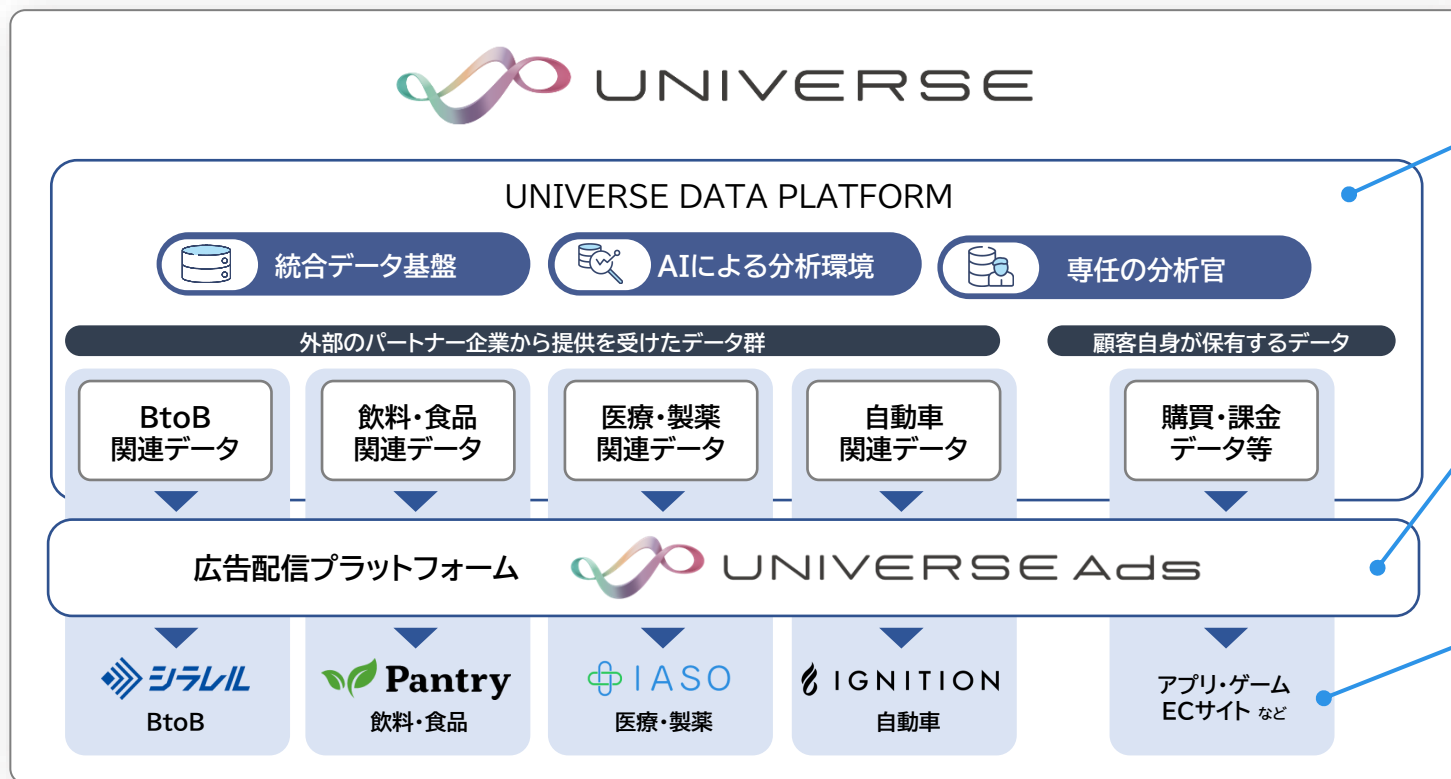 UNIVERSE
UNIVERSE DATA PLATFORM
統合データ基盤
AIによる分析環境
専任の分析官
外部のパートナー企業から提供を受けたデータ群
顧客自身が保有するデータ
BtoB
関連データ
飲料・食品
関連データ
医療・製薬
関連データ
自動車
関連データ
購買・課金
データ等
広告配信プラットフォーム
UNIVERSE Ads
シラレル
BtoB
Pantry
飲料・食品
IASO
医療・製薬
IGNITION
自動車
アプリ・ゲーム
ECサイト など